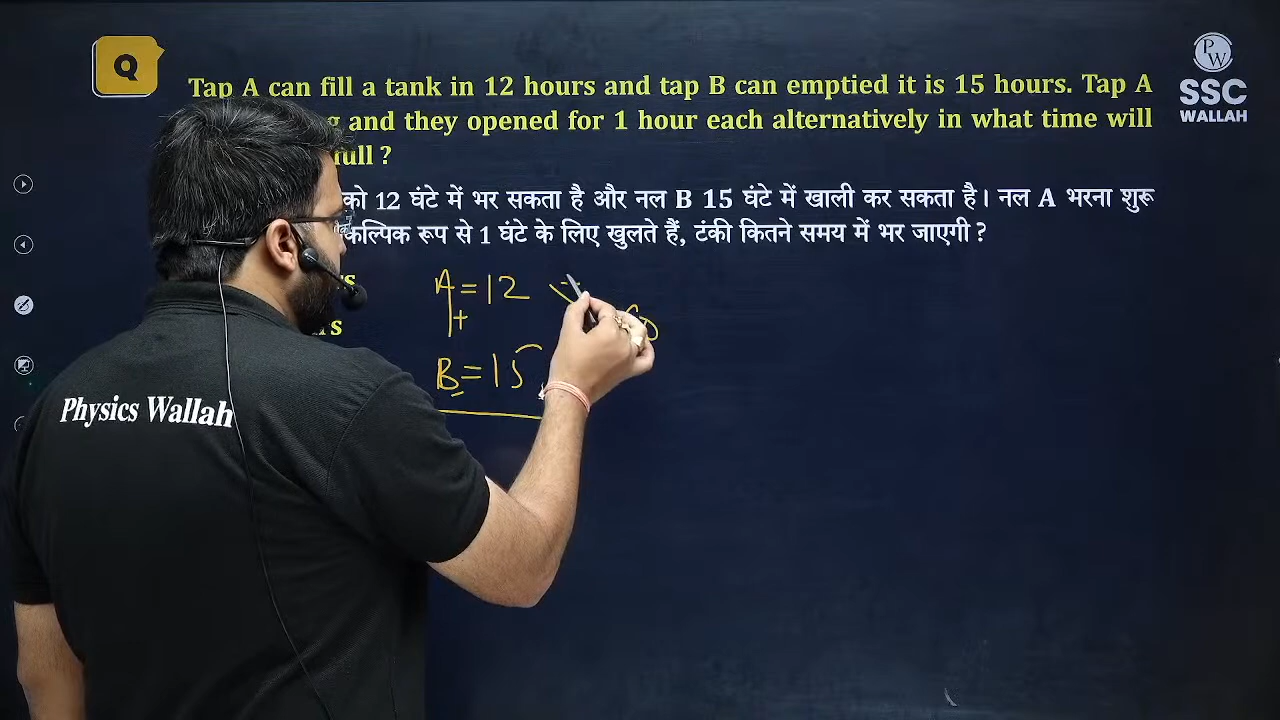 Q
Tap A can fill a tank in 12 hours and tap B can emptied it is 15 hours. Tap A
and they opened for 1 hour each alternatively in what time will
full ?
को 12 घंटे में भर सकता है और नल B 15 घंटे में खाली कर सकता है। नल A भरना शुरू
कल्पिक रूप से 1 घंटे के लिए खुलते हैं, टंकी कितने समय में भर जाएगी ?
A = 12
+
B = 15
Physics Wallah
PW
SSC
WALLAH